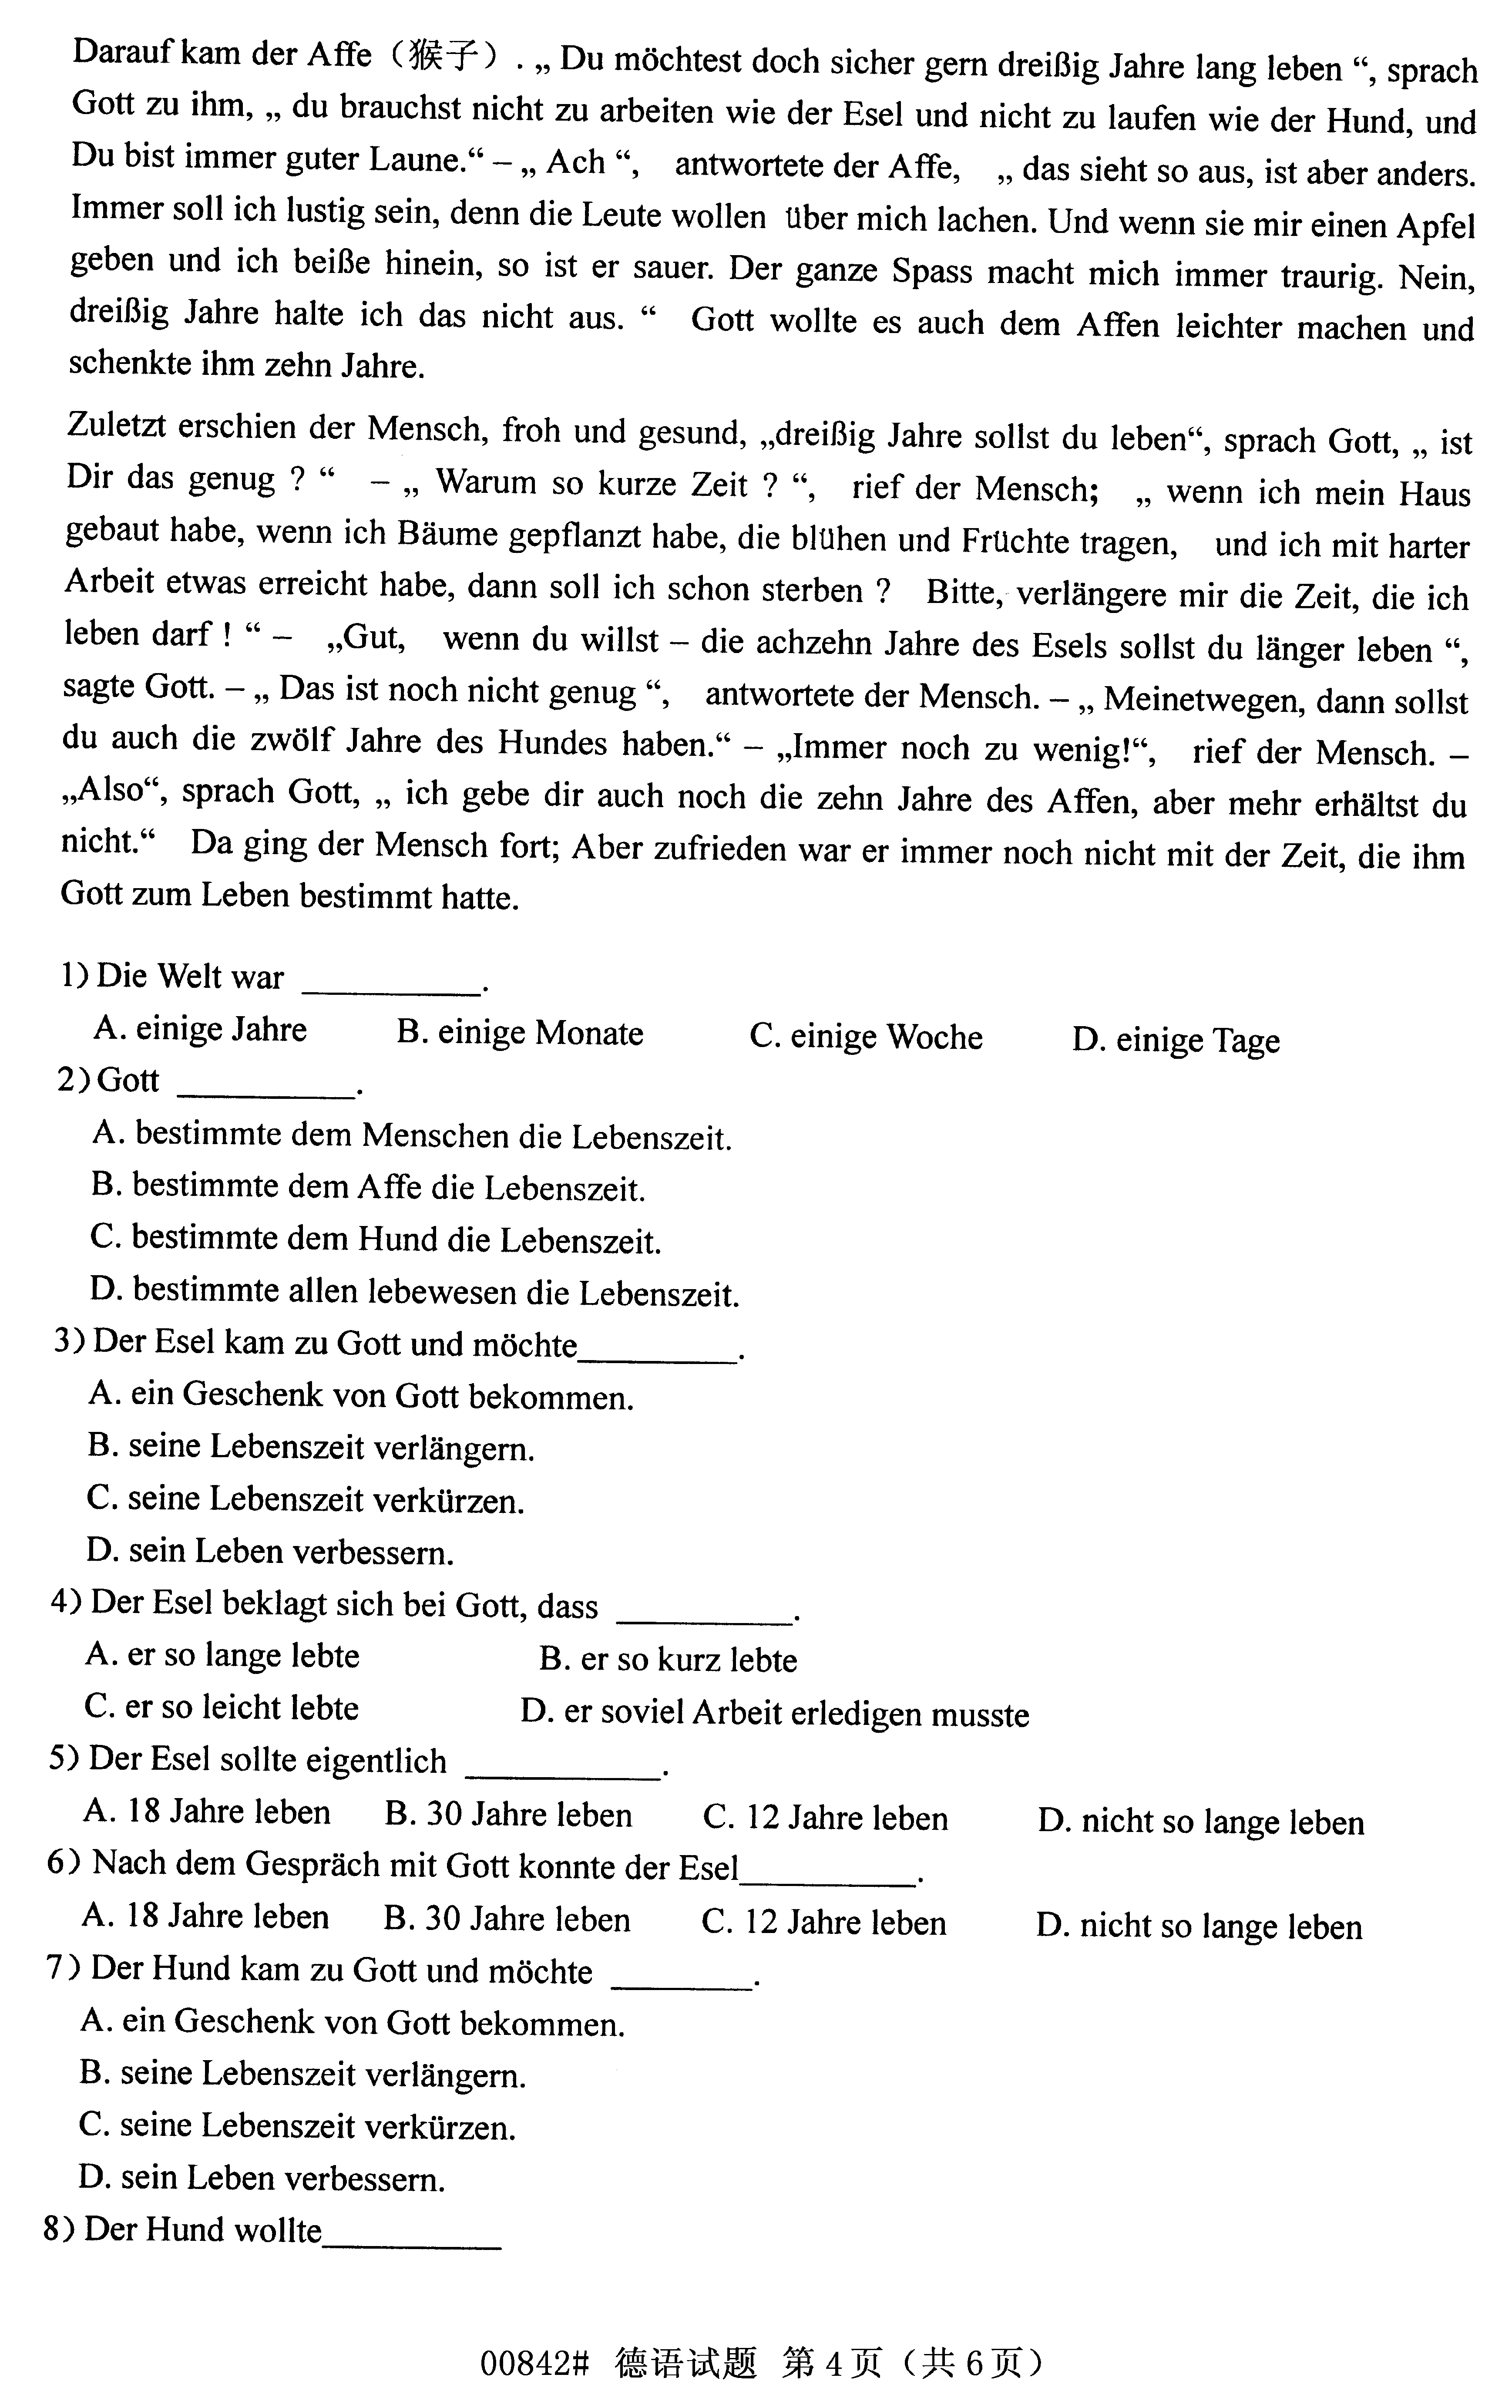 Darauf kam der Affe（猴子）. „ Du möchtest doch sicher gern dreißig Jahre lang leben “, sprach
Gott zu ihm, „ du brauchst nicht zu arbeiten wie der Esel und nicht zu laufen wie der Hund, und
Du bist immer guter Laune.“ – „ Ach “, antwortete der Affe, „ das sieht so aus, ist aber anders.
Immer soll ich lustig sein, denn die Leute wollen über mich lachen. Und wenn sie mir einen Apfel
geben und ich beiße hinein, so ist er sauer. Der ganze Spass macht mich immer traurig. Nein,
dreißig Jahre halte ich das nicht aus. “ Gott wollte es auch dem Affen leichter machen und
schenkte ihm zehn Jahre.
Zuletzt erschien der Mensch, froh und gesund, „dreißig Jahre sollst du leben“, sprach Gott, „ ist
Dir das genug ? “ – „ Warum so kurze Zeit ? “, rief der Mensch; „ wenn ich mein Haus
gebaut habe, wenn ich Bäume gepflanzt habe, die blühen und Früchte tragen, und ich mit harter
Arbeit etwas erreicht habe, dann soll ich schon sterben ? Bitte, verlängere mir die Zeit, die ich
leben darf ! “ – „Gut, wenn du willst – die achzehn Jahre des Esels sollst du länger leben “,
sagte Gott. – „ Das ist noch nicht genug “, antwortete der Mensch. – „ Meinetwegen, dann sollst
du auch die zwölf Jahre des Hundes haben.“ – „Immer noch zu wenig!“, rief der Mensch. –
„Also“, sprach Gott, „ ich gebe dir auch noch die zehn Jahre des Affen, aber mehr erhältst du
nicht.“ Da ging der Mensch fort; Aber zufrieden war er immer noch nicht mit der Zeit, die ihm
Gott zum Leben bestimmt hatte.
1) Die Welt war __________.
A. einige Jahre B. einige Monate C. einige Woche D. einige Tage
2) Gott __________.
A. bestimmte dem Menschen die Lebenszeit.
B. bestimmte dem Affe die Lebenszeit.
C. bestimmte dem Hund die Lebenszeit.
D. bestimmte allen lebewesen die Lebenszeit.
3) Der Esel kam zu Gott und möchte_________.
A. ein Geschenk von Gott bekommen.
B. seine Lebenszeit verlängern.
C. seine Lebenszeit verkürzen.
D. sein Leben verbessern.
4) Der Esel beklagt sich bei Gott, dass __________.
A. er so lange lebte B. er so kurz lebte
C. er so leicht lebte D. er soviel Arbeit erledigen musste
5) Der Esel sollte eigentlich ___________.
A. 18 Jahre leben B. 30 Jahre leben C. 12 Jahre leben D. nicht so lange leben
6) Nach dem Gespräch mit Gott konnte der Esel__________.
A. 18 Jahre leben B. 30 Jahre leben C. 12 Jahre leben D. nicht so lange leben
7) Der Hund kam zu Gott und möchte ________.
A. ein Geschenk von Gott bekommen.
B. seine Lebenszeit verlängern.
C. seine Lebenszeit verkürzen.
D. sein Leben verbessern.
8) Der Hund wollte__________
00842# 德语试题 第 4 页（共 6 页）